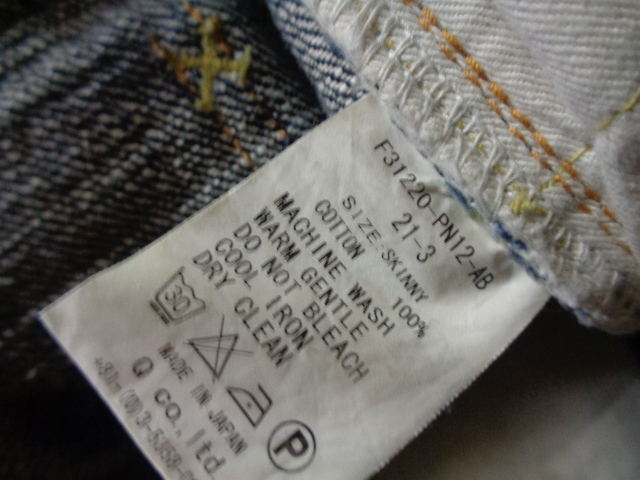 F31220-PN12-AB
21-3
SIZE:SKINNY
COTTON 100%
MACHINE WASH
WARM GENTLE
DO NOT BLEACH
COOL IRON
DRY CLEAN
30
P
MADE IN JAPAN
Q co., ltd.